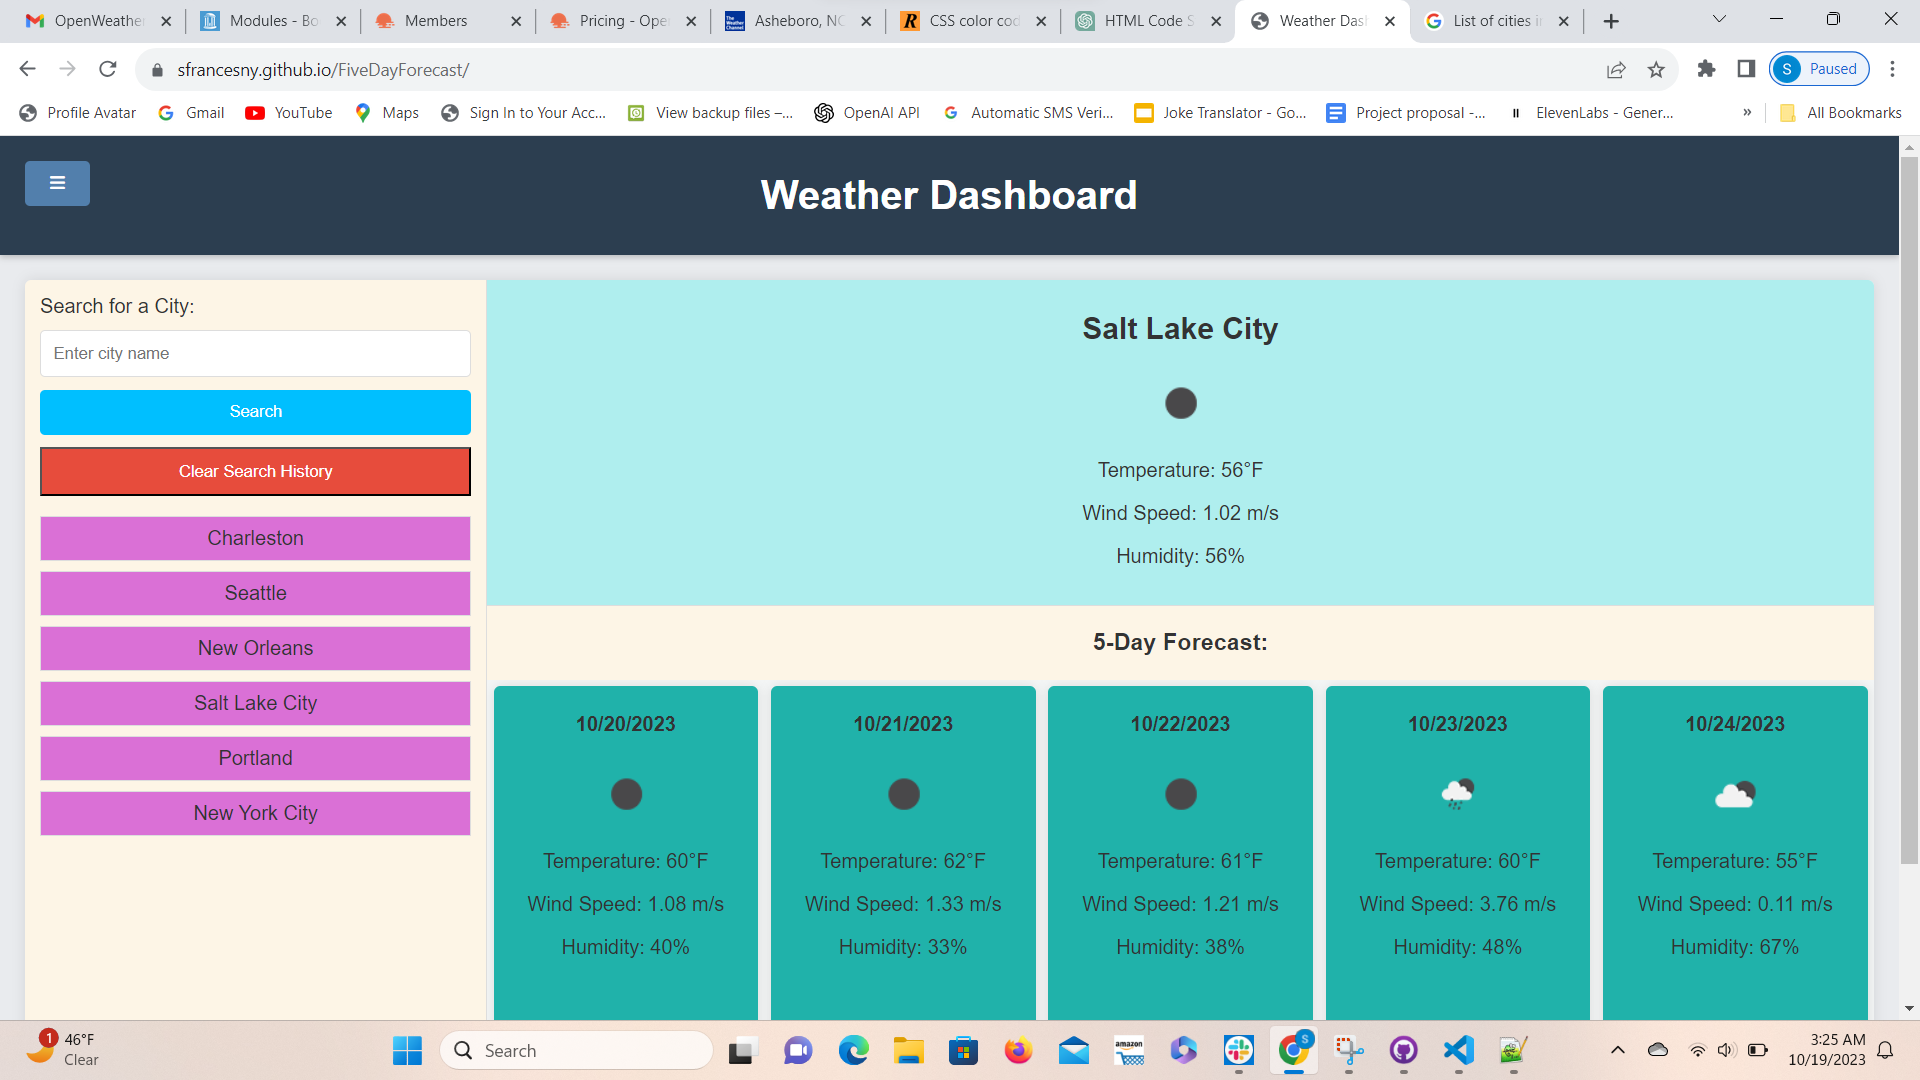 OpenWeather
Modules - Bo
Members
Pricing - Ope
Asheboro, NC
CSS color cod
HTML Code S
Weather Das
List of cities in
sfrancesny.github.io/FiveDayForecast/
S
Paused
Profile Avatar
Gmail
YouTube
Maps
Sign In to Your Acc...
View backup files –...
OpenAI API
Automatic SMS Veri...
Joke Translator - Go...
Project proposal -...
ElevenLabs - Gener...
»
All Bookmarks
Weather Dashboard
Search for a City:
Enter city name
Search
Clear Search History
Charleston
Seattle
New Orleans
Salt Lake City
Portland
New York City
Salt Lake City
Temperature: 56°F
Wind Speed: 1.02 m/s
Humidity: 56%
5-Day Forecast:
10/20/2023
Temperature: 60°F
Wind Speed: 1.08 m/s
Humidity: 40%
10/21/2023
Temperature: 62°F
Wind Speed: 1.33 m/s
Humidity: 33%
10/22/2023
Temperature: 61°F
Wind Speed: 1.21 m/s
Humidity: 38%
10/23/2023
Temperature: 60°F
Wind Speed: 3.76 m/s
Humidity: 48%
10/24/2023
Temperature: 55°F
Wind Speed: 0.11 m/s
Humidity: 67%
1
46°F
Clear
Search
amazon
S
3:25 AM
10/19/2023